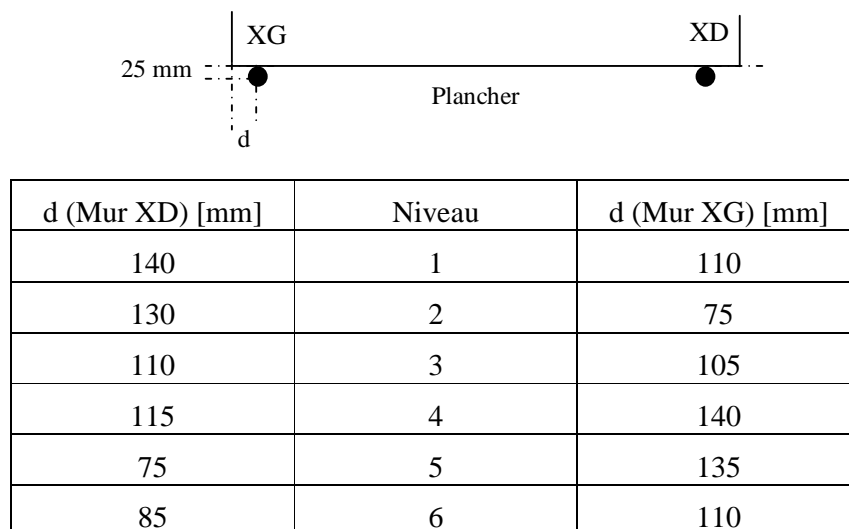 XG XD
25 mm
Plancher
d
d (Mur XD) [mm] Niveau d (Mur XG) [mm]
140 1 110
130 2 75
110 3 105
115 4 140
75 5 135
85 6 110